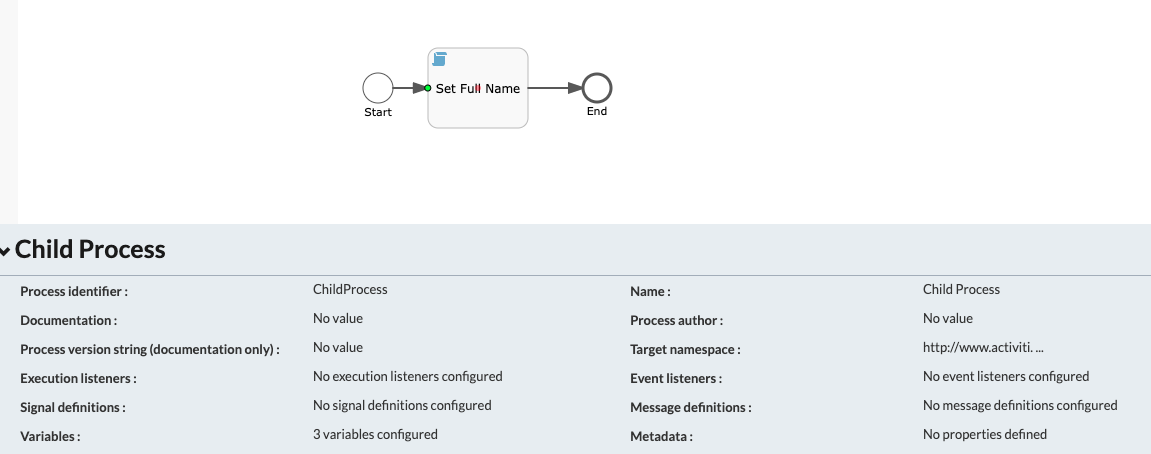 Set Full Name
Start
End
Child Process
Process identifier : ChildProcess Name : Child Process
Documentation : No value Process author : No value
Process version string (documentation only) : No value Target namespace : http://www.activiti. ...
Execution listeners : No execution listeners configured Event listeners : No event listeners configured
Signal definitions : No signal definitions configured Message definitions : No message definitions configured
Variables : 3 variables configured Metadata : No properties defined